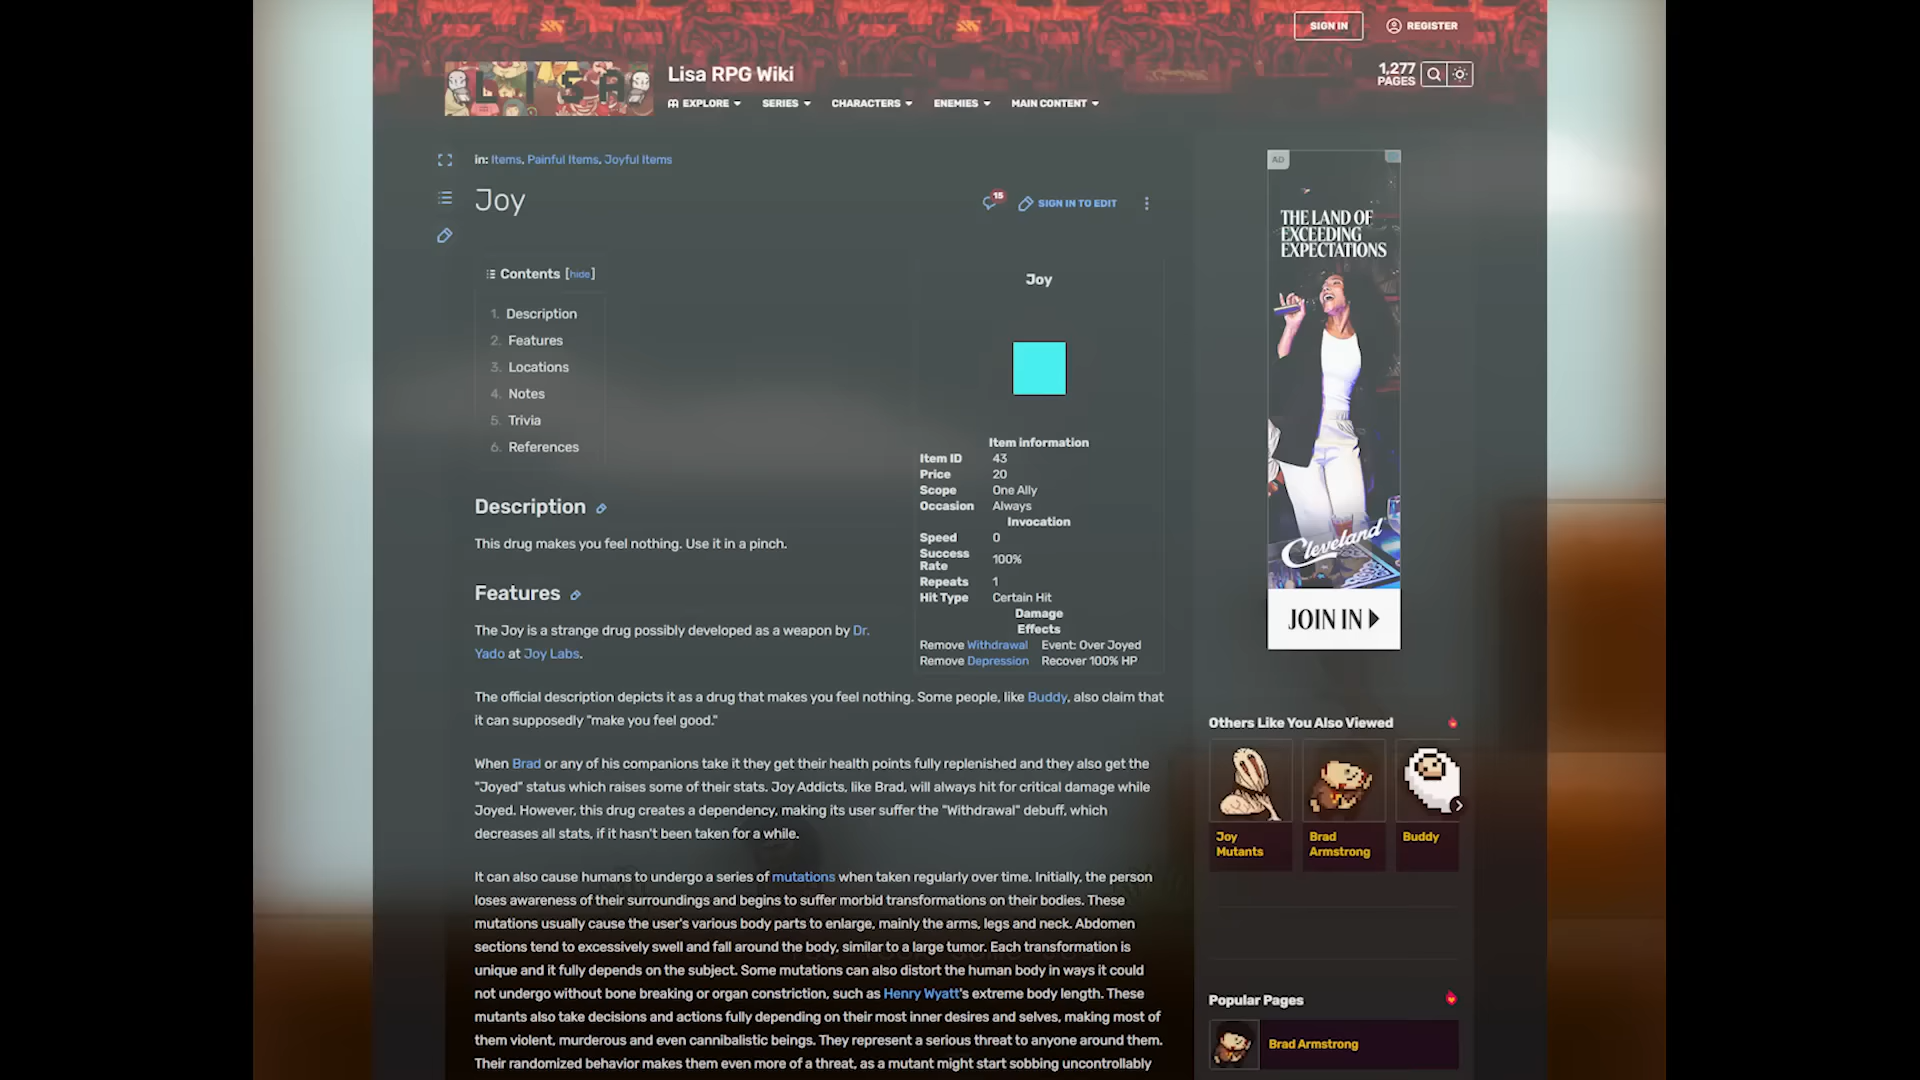 SIGN IN
REGISTER
LISA
Lisa RPG Wiki
1,277
PAGES
EXPLORE
SERIES
CHARACTERS
ENEMIES
MAIN CONTENT
in: Items, Painful Items, Joyful Items
Joy
15
SIGN IN TO EDIT
Contents [hide]
1. Description
2. Features
3. Locations
4. Notes
5. Trivia
6. References
Joy
Item information
Item ID 43
Price 20
Scope One Ally
Occasion Always
Invocation
Speed 0
Success
Rate 100%
Repeats 1
Hit Type Certain Hit
Damage
Effects
Remove Withdrawal Event: Over Joyed
Remove Depression Recover 100% HP
Description
This drug makes you feel nothing. Use it in a pinch.
Features
The Joy is a strange drug possibly developed as a weapon by Dr.
Yado at Joy Labs.
The official description depicts it as a drug that makes you feel nothing. Some people, like Buddy, also claim that
it can supposedly "make you feel good."
When Brad or any of his companions take it they get their health points fully replenished and they also get the
"Joyed" status which raises some of their stats. Joy Addicts, like Brad, will always hit for critical damage while
Joyed. However, this drug creates a dependency, making its user suffer the "Withdrawal" debuff, which
decreases all stats, if it hasn't been taken for a while.
It can also cause humans to undergo a series of mutations when taken regularly over time. Initially, the person
loses awareness of their surroundings and begins to suffer morbid transformations on their bodies. These
mutations usually cause the user's various body parts to enlarge, mainly the arms, legs and neck. Abdomen
sections tend to excessively swell and fall around the body, similar to a large tumor. Each transformation is
unique and it fully depends on the subject. Some mutations can also distort the human body in ways it could
not undergo without bone breaking or organ constriction, such as Henry Wyatt's extreme body length. These
mutants also take decisions and actions fully depending on their most inner desires and selves, making most of
them violent, murderous and even cannibalistic beings. They represent a serious threat to anyone around them.
Their randomized behavior makes them even more of a threat, as a mutant might start sobbing uncontrollably
AD
THE LAND OF
EXCEEDING
EXPECTATIONS
Cleveland
JOIN IN
Others Like You Also Viewed
Joy
Mutants
Brad
Armstrong
Buddy
Popular Pages
Brad Armstrong